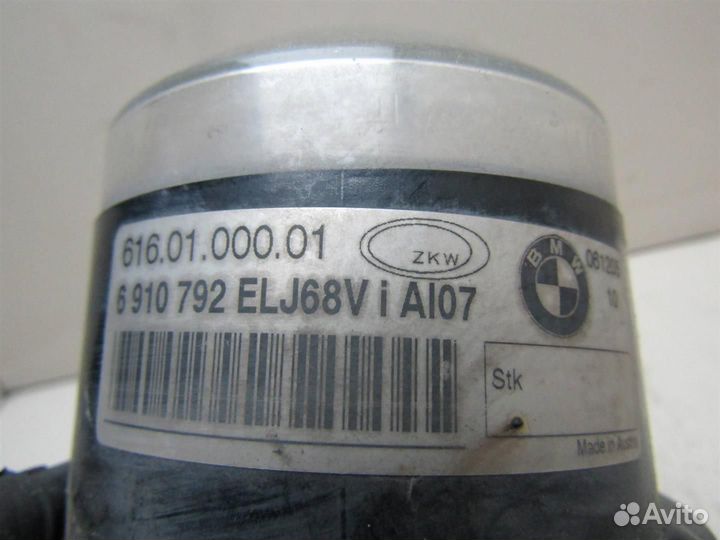 616.01.000.01
ZKW
BMW
061205
10
6 910 792 ELJ68V i AI07
Stk
Made in Austria
Avito